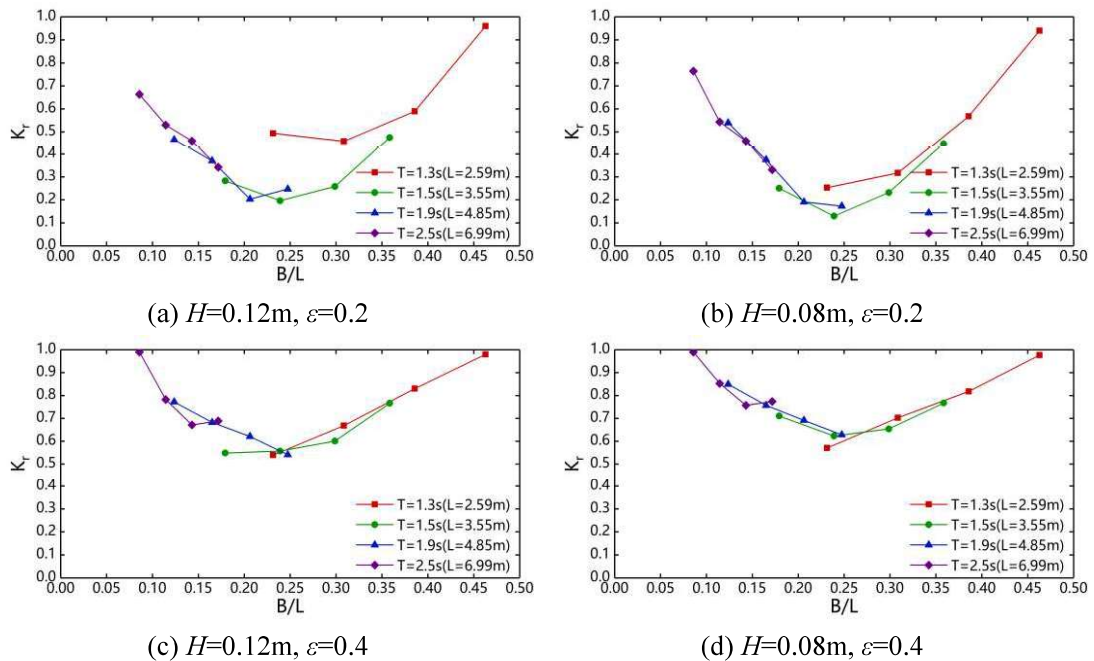 1.0
0.9
0.8
0.7
0.6
0.5
0.4
0.3
0.2
0.1
0.0
Kr
0.00 0.05 0.10 0.15 0.20 0.25 0.30 0.35 0.40 0.45 0.50
B/L
T=1.3s(L=2.59m)
T=1.5s(L=3.55m)
T=1.9s(L=4.85m)
T=2.5s(L=6.99m)
(a) H=0.12m, ε=0.2
1.0
0.9
0.8
0.7
0.6
0.5
0.4
0.3
0.2
0.1
0.0
Kr
0.00 0.05 0.10 0.15 0.20 0.25 0.30 0.35 0.40 0.45 0.50
B/L
T=1.3s(L=2.59m)
T=1.5s(L=3.55m)
T=1.9s(L=4.85m)
T=2.5s(L=6.99m)
(b) H=0.08m, ε=0.2
1.0
0.9
0.8
0.7
0.6
0.5
0.4
0.3
0.2
0.1
0.0
Kr
0.00 0.05 0.10 0.15 0.20 0.25 0.30 0.35 0.40 0.45 0.50
B/L
T=1.3s(L=2.59m)
T=1.5s(L=3.55m)
T=1.9s(L=4.85m)
T=2.5s(L=6.99m)
(c) H=0.12m, ε=0.4
1.0
0.9
0.8
0.7
0.6
0.5
0.4
0.3
0.2
0.1
0.0
Kr
0.00 0.05 0.10 0.15 0.20 0.25 0.30 0.35 0.40 0.45 0.50
B/L
T=1.3s(L=2.59m)
T=1.5s(L=3.55m)
T=1.9s(L=4.85m)
T=2.5s(L=6.99m)
(d) H=0.08m, ε=0.4